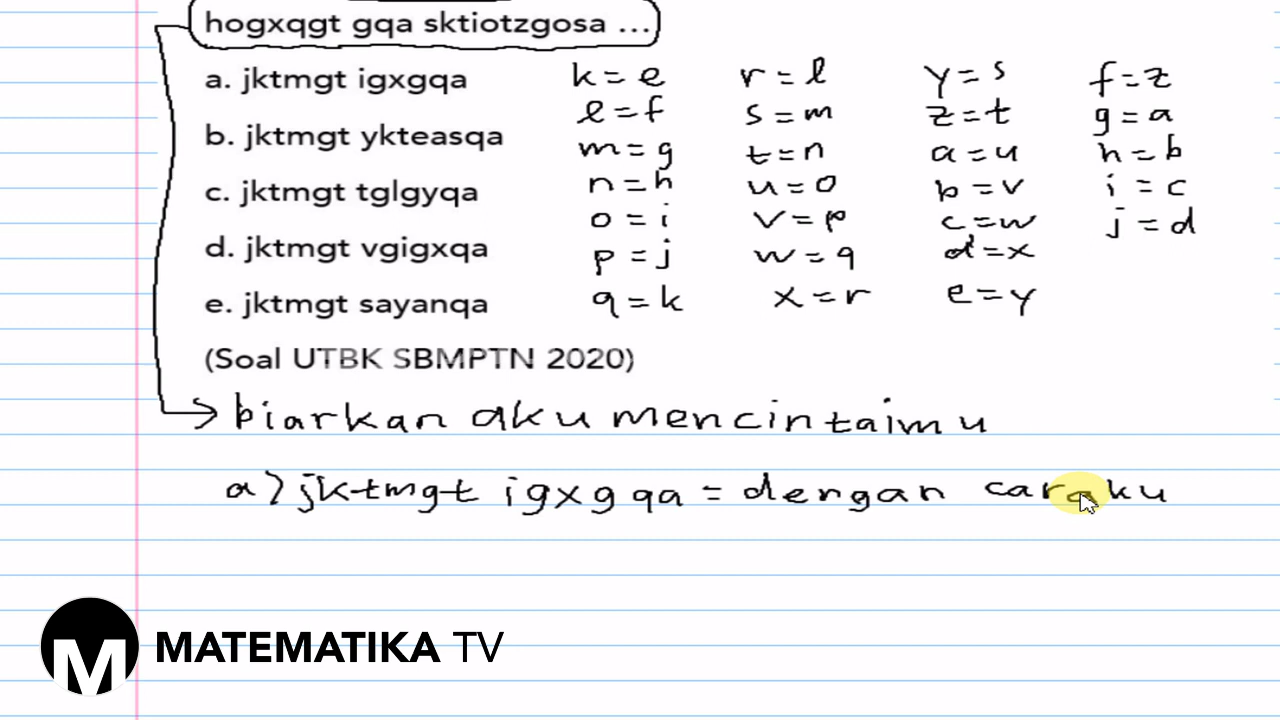 hogxqgt gqa sktiotzgosa ...
a. jktmgt igxgqa
b. jktmgt ykteasqa
c. jktmgt tglgyqa
d. jktmgt vgigxqa
e. jktmgt sayanqa
(Soal UTBK SBMPTN 2020)
k = e
l = f
m = g
n = h
o = i
p = j
q = k
r = l
s = m
t = n
u = o
v = p
w = q
x = r
y = s
z = t
a = u
b = v
c = w
d = x
e = y
f = z
g = a
h = b
i = c
j = d
biarkan aku mencintaimu
a) jktmgt igxgqa = dengan caraku
M MATEMATIKA TV